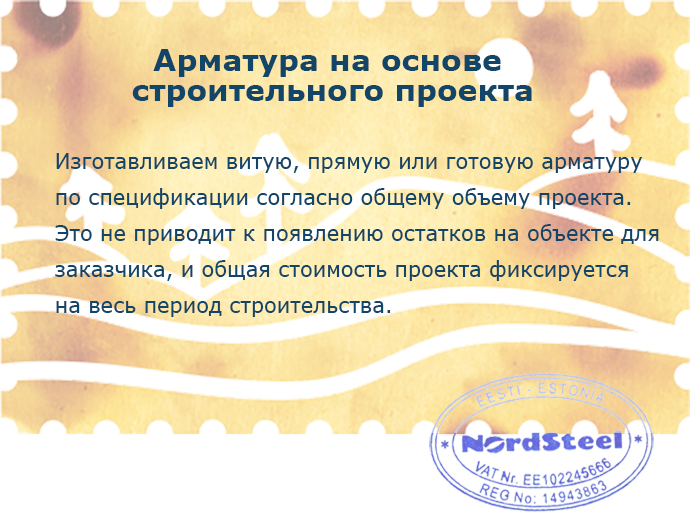 Арматура на основе
строительного проекта
Изготавливаем витую, прямую или готовую арматуру
по спецификации согласно общему объему проекта.
Это не приводит к появлению остатков на объекте для
заказчика, и общая стоимость проекта фиксируется
на весь период строительства.
EESTI - ESTONIA
* NordSteel *
VAT Nr. EE102245666
REG No: 14943863